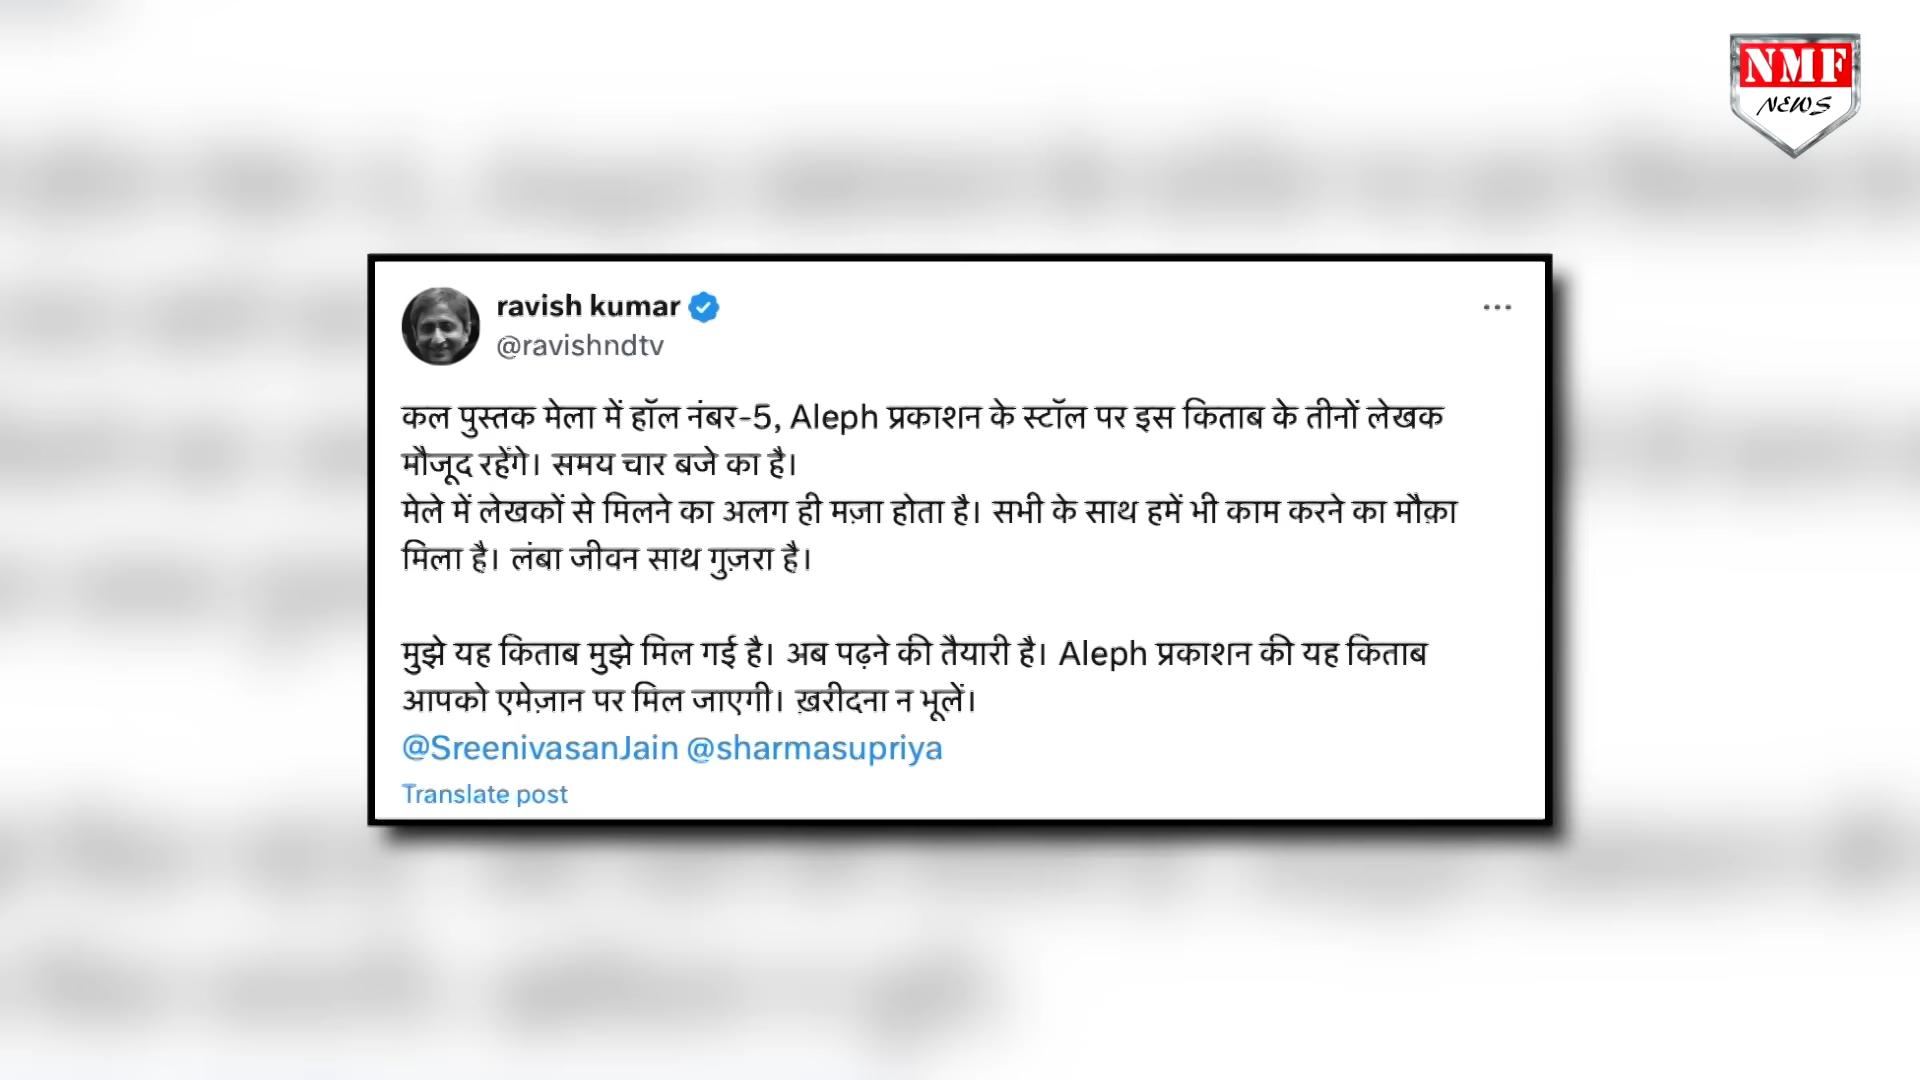 NMF
NEWS
ravish kumar
@ravishndtv
कल पुस्तक मेला में हॉल नंबर-5, Aleph प्रकाशन के स्टॉल पर इस किताब के तीनों लेखक
मौजूद रहेंगे। समय चार बजे का है।
मेले में लेखकों से मिलने का अलग ही मज़ा होता है। सभी के साथ हमें भी काम करने का मौक़ा
मिला है। लंबा जीवन साथ गुज़रा है।
मुझे यह किताब मुझे मिल गई है। अब पढ़ने की तैयारी है। Aleph प्रकाशन की यह किताब
आपको एमेज़ान पर मिल जाएगी। ख़रीदना न भूलें।
@SreenivasanJain @sharmasupriya
Translate post